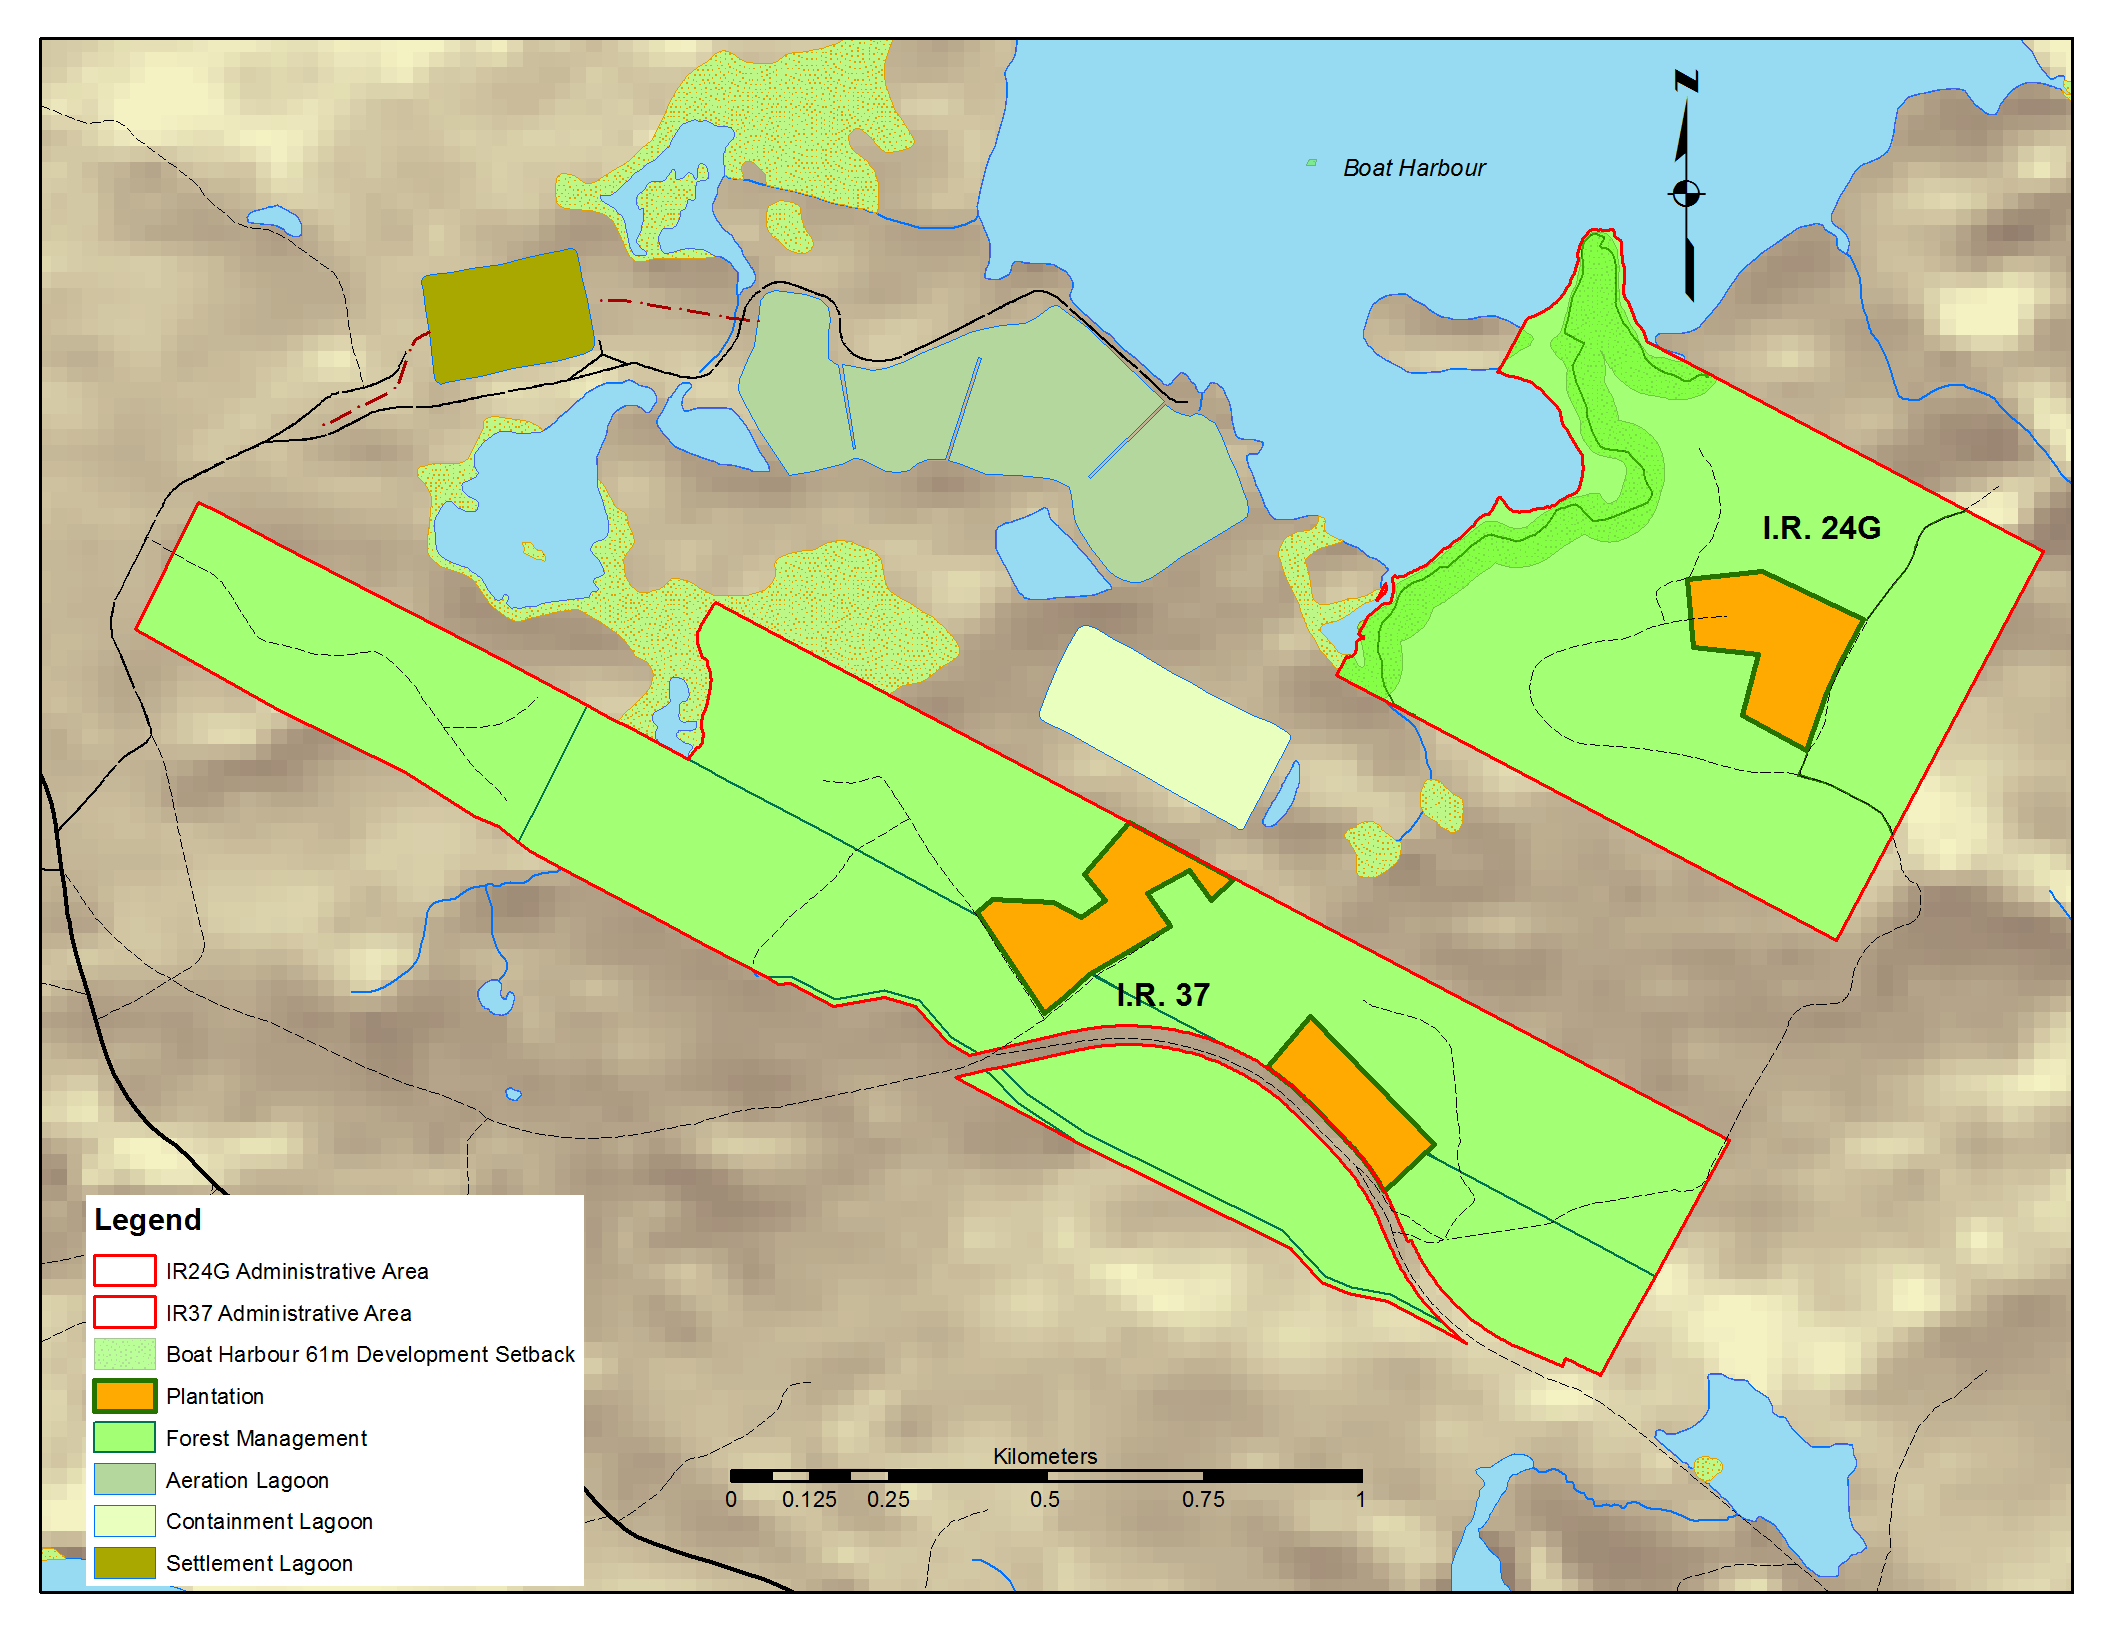 N
Boat Harbour
I.R. 24G
I.R. 37
Legend
IR24G Administrative Area
IR37 Administrative Area
Boat Harbour 61m Development Setback
Plantation
Forest Management
Aeration Lagoon
Containment Lagoon
Settlement Lagoon
Kilometers
0 0.125 0.25 0.5 0.75 1